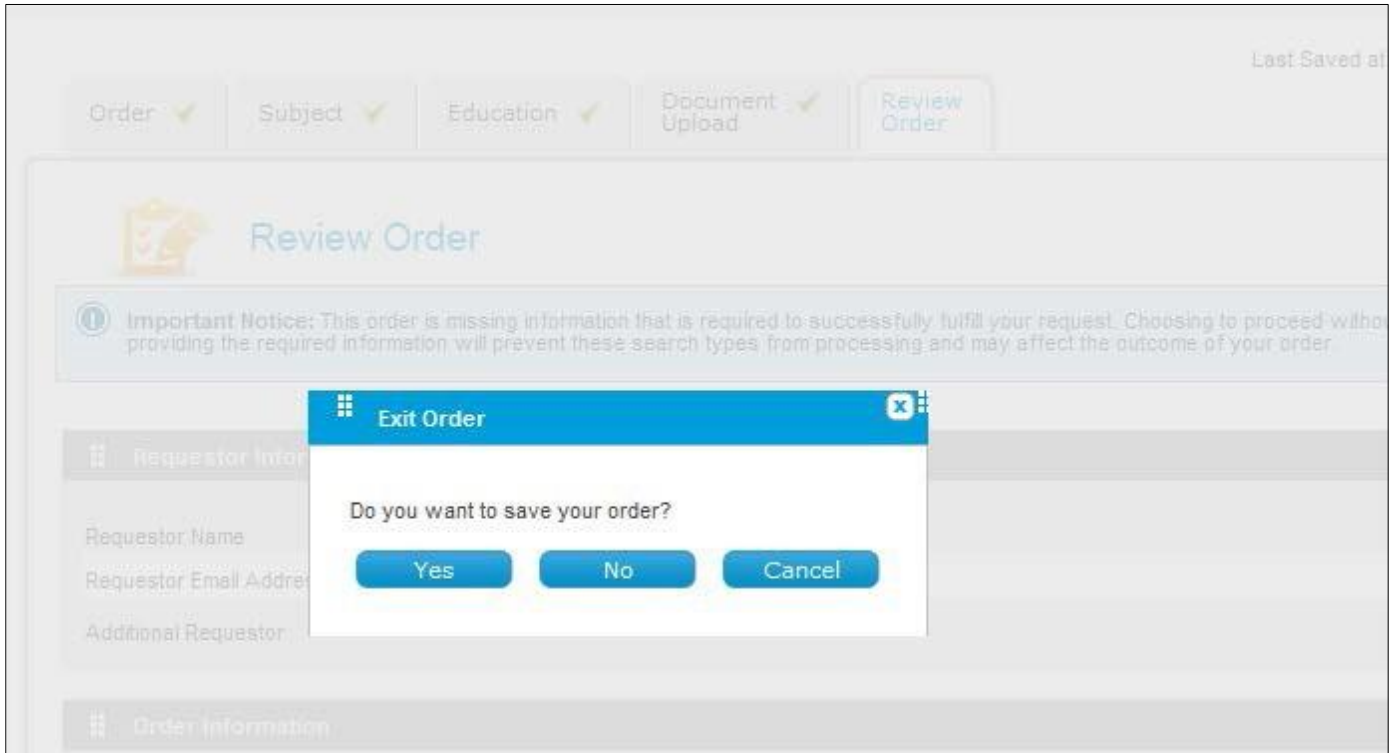 Last Saved at
Order
Subject
Education
Document
Upload
Review
Order
Review Order
Important Notice: This order is missing information that is required to successfully fulfill your request. Choosing to proceed withou
providing the required information will prevent these search types from processing and may affect the outcome of your order.
Exit Order
Requestor Infor
Do you want to save your order?
Requestor Name
Yes No Cancel
Requestor Email Addre
Additional Requestor
Order Information